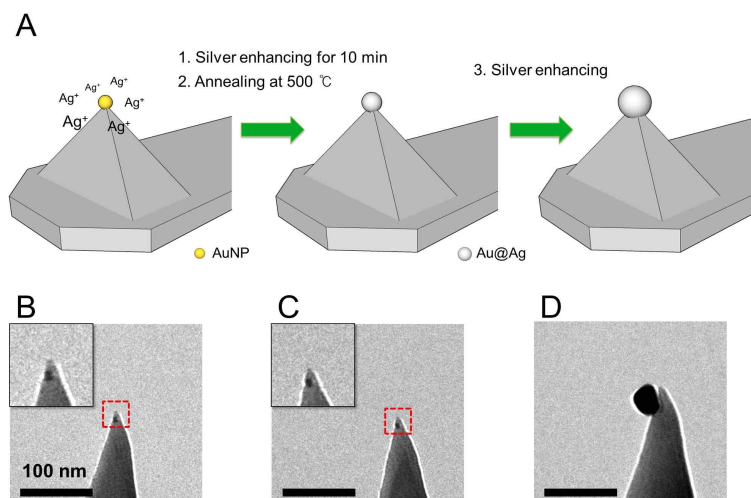 A
1. Silver enhancing for 10 min
2. Annealing at 500 ℃
3. Silver enhancing
Ag⁺
Ag⁺
Ag⁺
Ag⁺
Ag⁺
Ag⁺
Ag⁺
AuNP
Au@Ag
B
C
D
100 nm